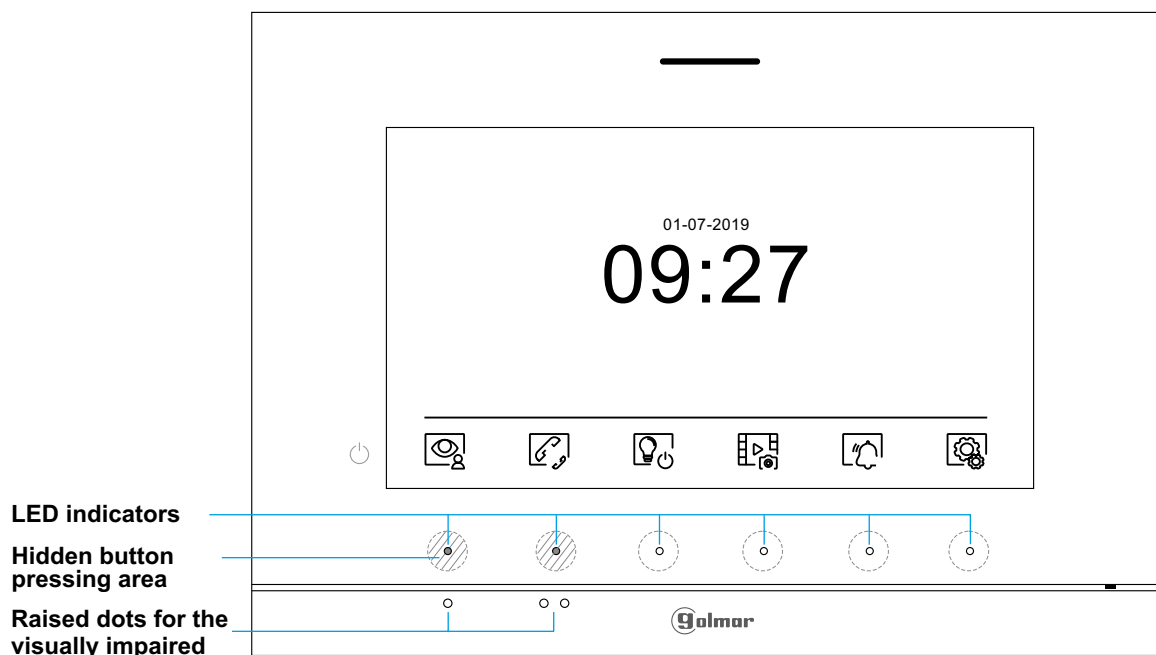 01-07-2019
09:27
LED indicators
Hidden button
pressing area
Raised dots for the
visually impaired
golmar